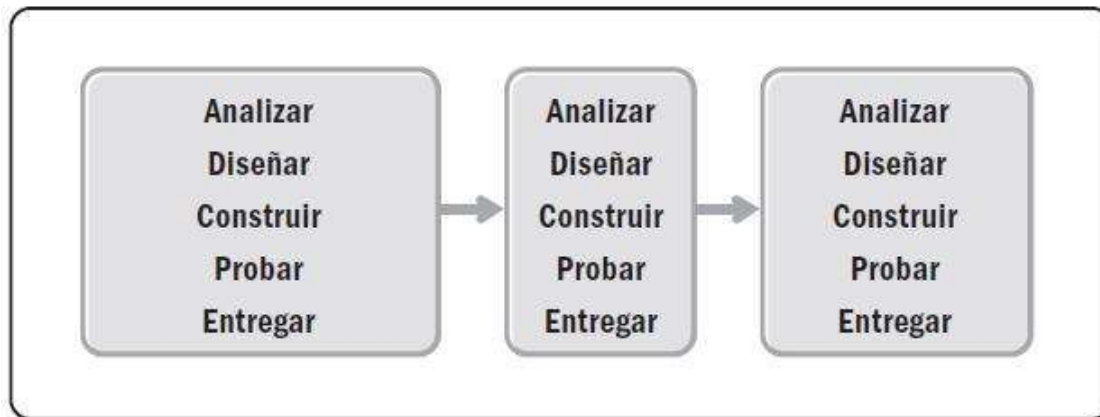 Analizar
Diseñar
Construir
Probar
Entregar
Analizar
Diseñar
Construir
Probar
Entregar
Analizar
Diseñar
Construir
Probar
Entregar